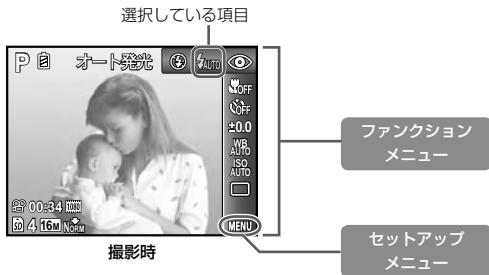 選択している項目
P オート発光 AUTO
OFF
OFF
±0.0
WB
AUTO
ISO
AUTO
00:34 1080
SD 4 16M NORM
MENU
撮影時
ファンクション
メニュー
セットアップ
メニュー